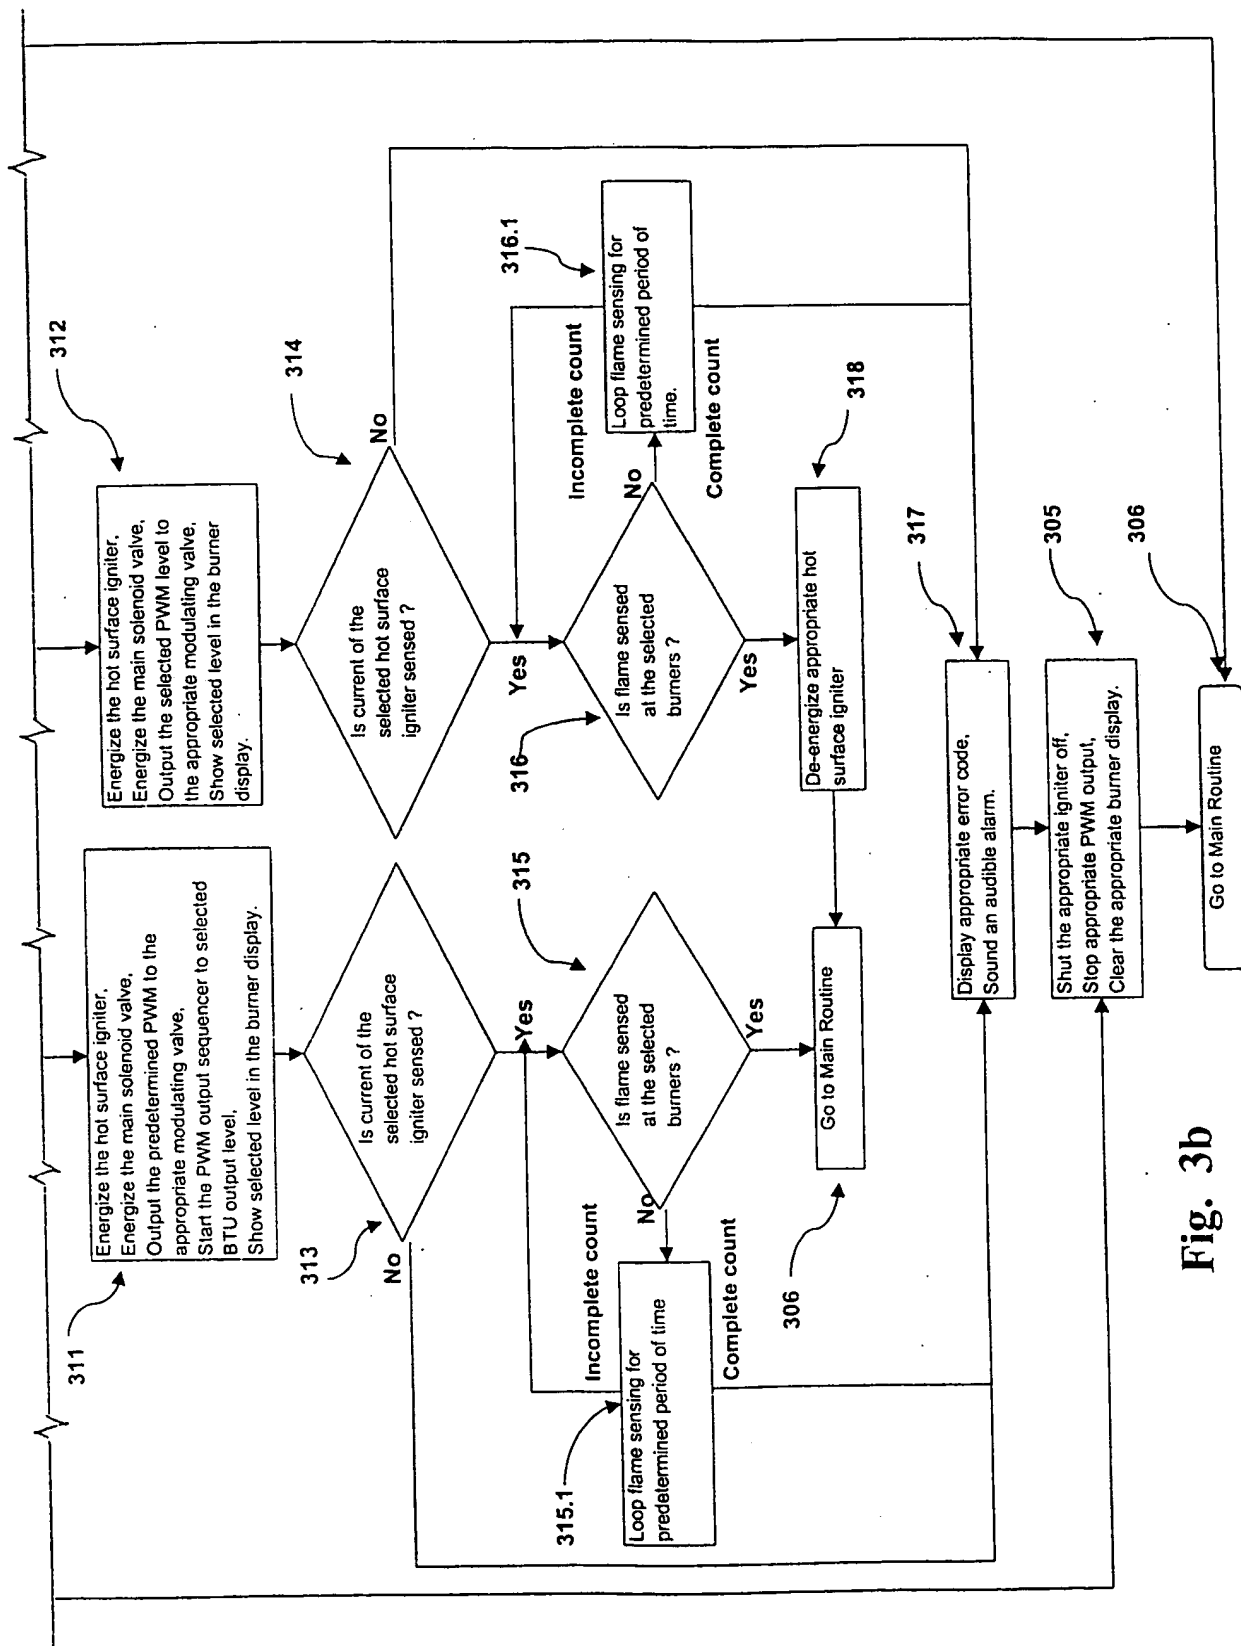 311
Energize the hot surface igniter,
Energize the main solenoid valve,
Output the predetermined PWM to the
appropriate modulating valve,
Start the PWM output sequencer to selected
BTU output level,
Show selected level in the burner display.
312
Energize the hot surface igniter,
Energize the main solenoid valve,
Output the selected PWM level to
the appropriate modulating valve,
Show selected level in the burner
display.
313
No
Is current of the
selected hot surface
igniter sensed ?
Yes
314
No
Is current of the
selected hot surface
igniter sensed ?
Yes
315.1
Incomplete count
Loop flame sensing for
predetermined period of time
Complete count
No
315
Is flame sensed
at the selected
burners ?
Yes
316
Is flame sensed
at the selected
burners ?
No
Yes
316.1
Incomplete count
Loop flame sensing for
predetermined period of
time.
Complete count
306
Go to Main Routine
318
De-energize appropriate hot
surface igniter
317
Display appropriate error code,
Sound an audible alarm.
305
Shut the appropriate igniter off,
Stop appropriate PWM output,
Clear the appropriate burner display.
306
Go to Main Routine
Fig. 3b